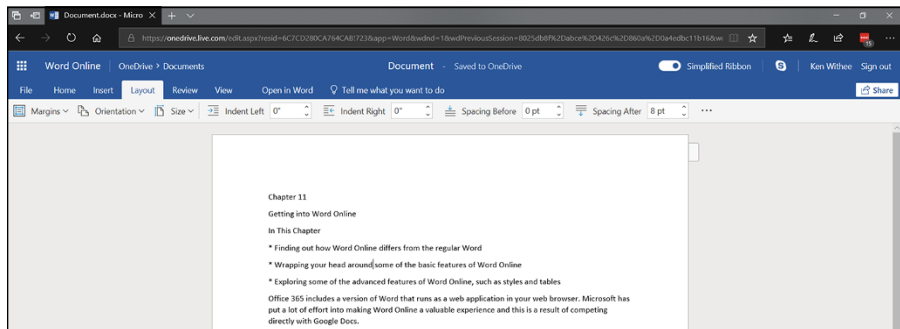 Document.docx - Micro
https://onedrive.live.com/edit.aspx?resid=6C7CD280CA764CAB!723&app=Word&wdnd=1&wdPreviousSession=8025db8f%2Dabce%2D426c%2D860a%2D0a4edbc11b16&w
15
Word Online OneDrive > Documents Document - Saved to OneDrive Simplified Ribbon Ken Withee Sign out
File Home Insert Layout Review View Open in Word Tell me what you want to do Share
Margins Orientation Size Indent Left 0" Indent Right 0" Spacing Before 0 pt Spacing After 8 pt ...
Chapter 11
Getting into Word Online
In This Chapter
* Finding out how Word Online differs from the regular Word
* Wrapping your head around some of the basic features of Word Online
* Exploring some of the advanced features of Word Online, such as styles and tables
Office 365 includes a version of Word that runs as a web application in your web browser. Microsoft has
put a lot of effort into making Word Online a valuable experience and this is a result of competing
directly with Google Docs.